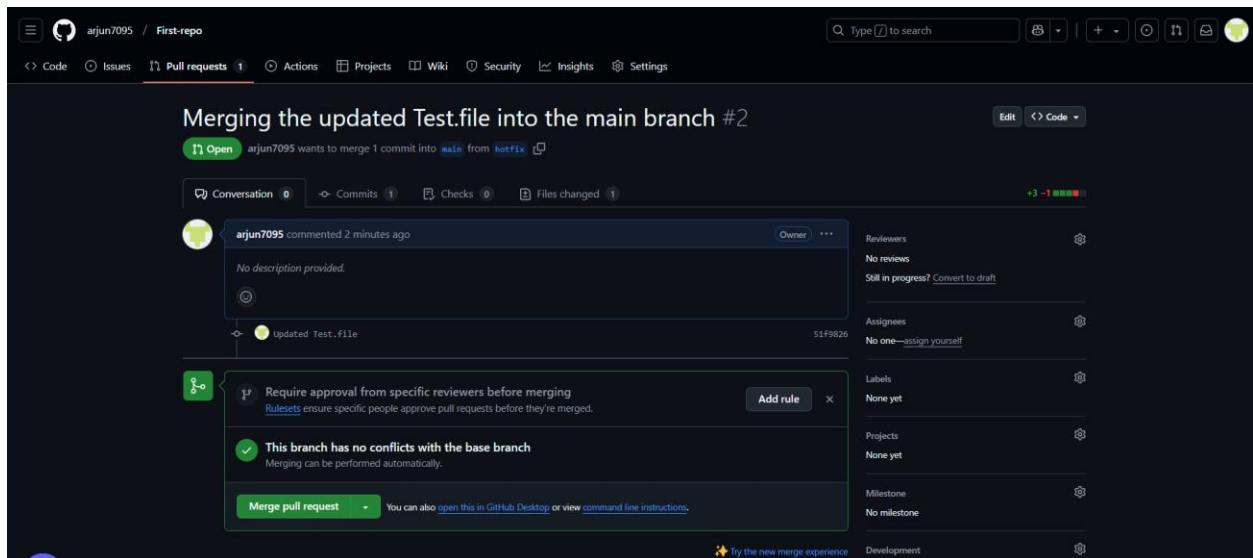 arjun7095 / First-repo
Type / to search
Code Issues Pull requests 1 Actions Projects Wiki Security Insights Settings
Merging the updated Test.file into the main branch #2
Edit <> Code
Open arjun7095 wants to merge 1 commit into main from hotfix
Conversation 0 Commits 1 Checks 0 Files changed 1 +3 −1
arjun7095 commented 2 minutes ago Owner ...
No description provided.
Updated Test.file 51f9826
Require approval from specific reviewers before merging
Rulesets ensure specific people approve pull requests before they're merged.
Add rule
This branch has no conflicts with the base branch
Merging can be performed automatically.
Merge pull request You can also open this in GitHub Desktop or view command line instructions.
Try the new merge experience
Reviewers
No reviews
Still in progress? Convert to draft
Assignees
No one—assign yourself
Labels
None yet
Projects
None yet
Milestone
No milestone
Development